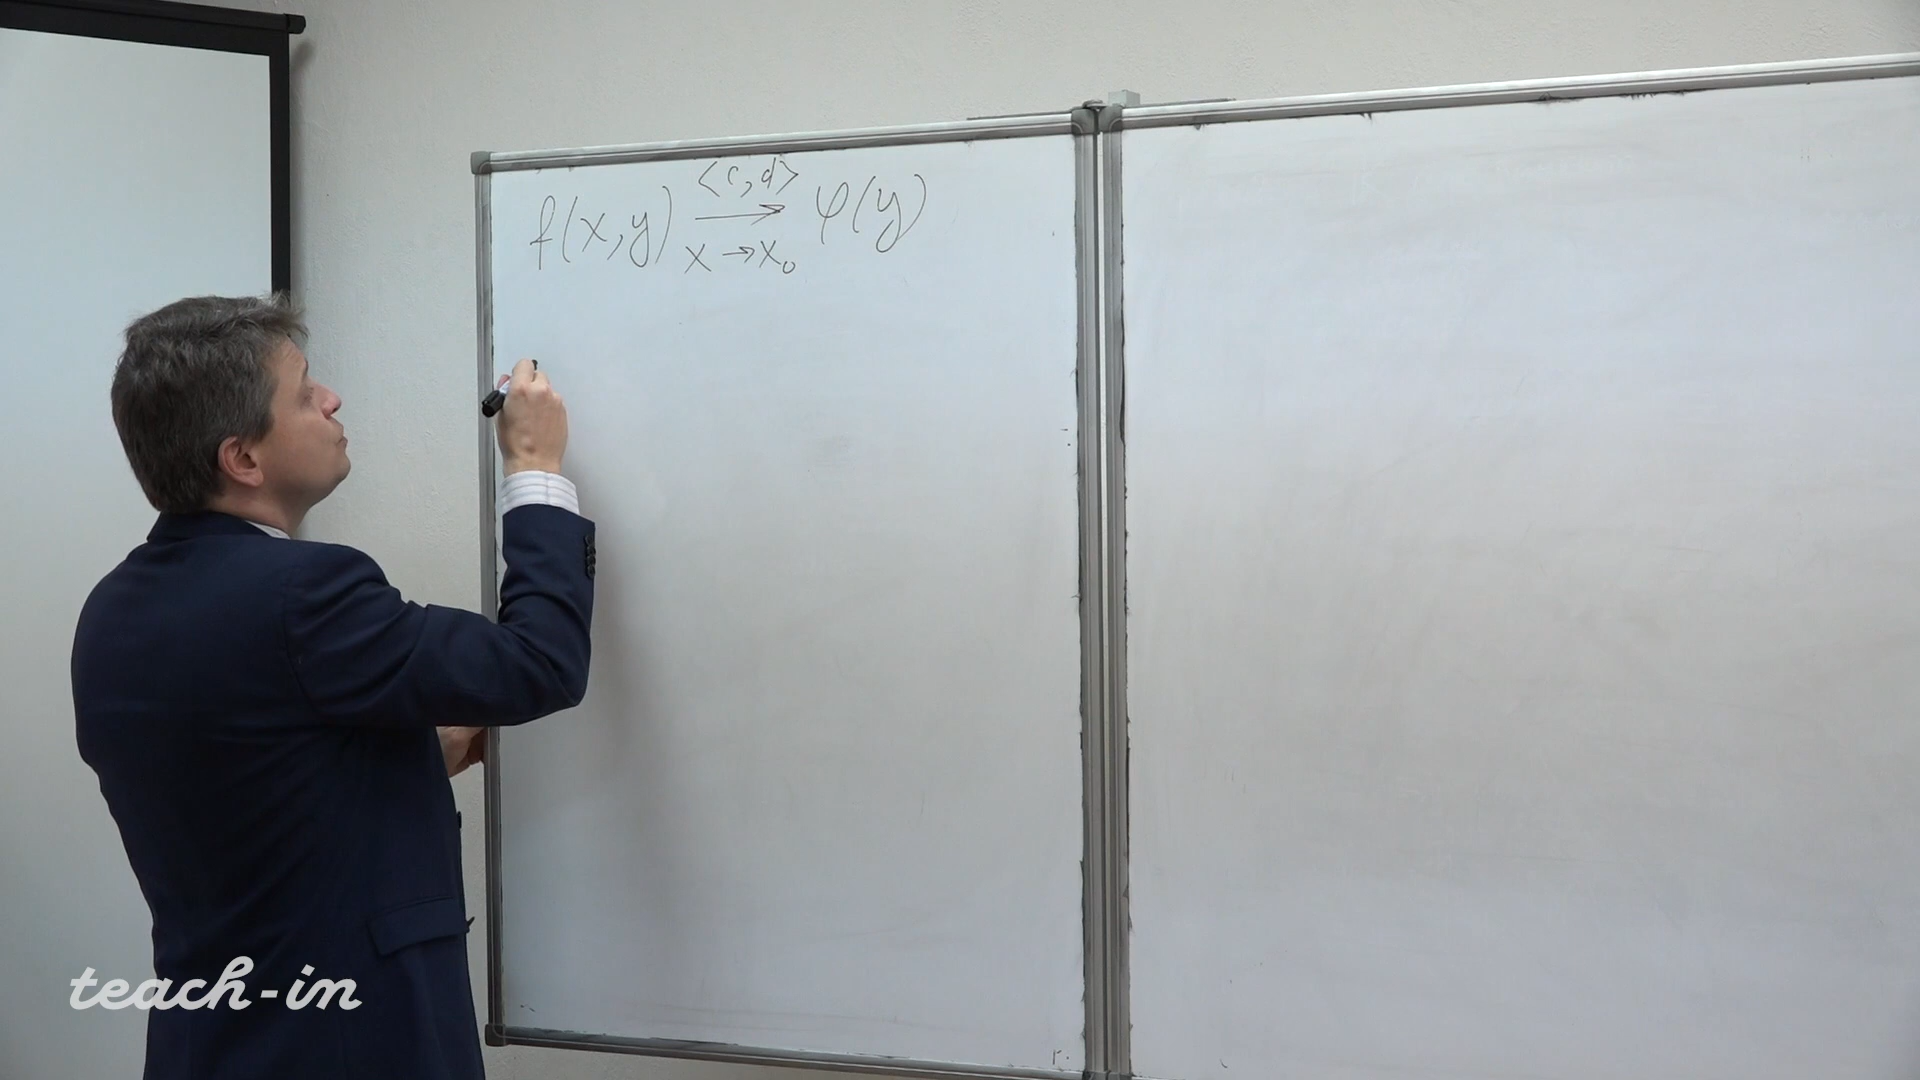 f(x,y) ⟶ φ(y)
⟨c,d⟩
x → x₀
teach-in